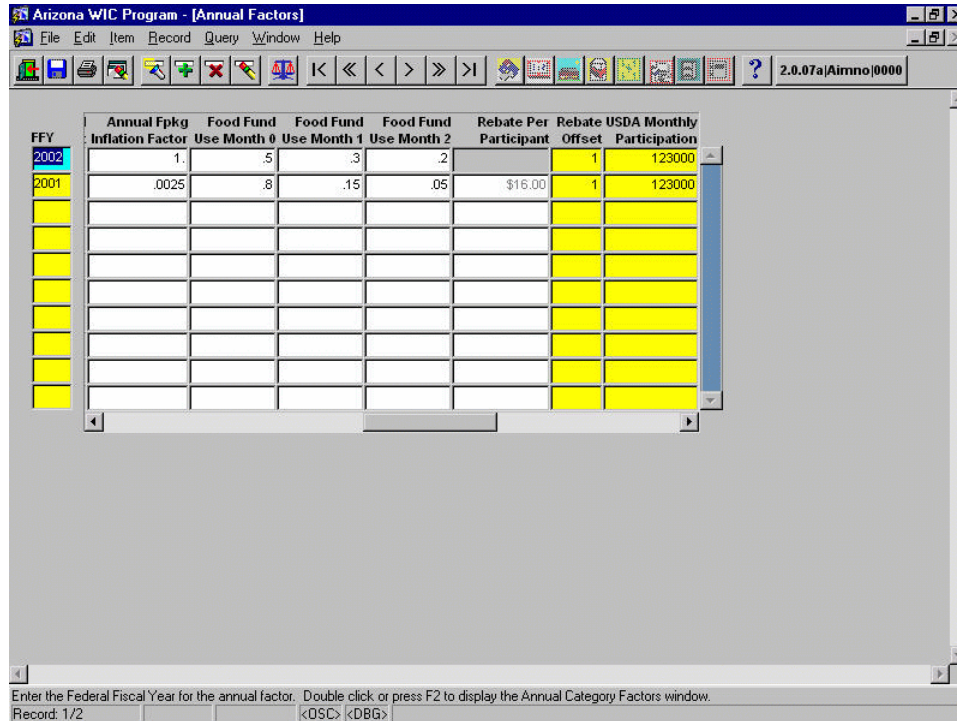 Arizona WIC Program - [Annual Factors]
File Edit Item Record Query Window Help
? 2.0.07a|Aimno|0000
Annual Fpkg Food Fund Food Fund Food Fund Rebate Per Rebate USDA Monthly
FFY : Inflation Factor Use Month 0 Use Month 1 Use Month 2 Participant Offset Participation
2002 1. .5 .3 .2 1 123000
2001 .0025 .8 .15 .05 $16.00 1 123000
Enter the Federal Fiscal Year for the annual factor. Double click or press F2 to display the Annual Category Factors window.
Record: 1/2 <OSC> <DBG>